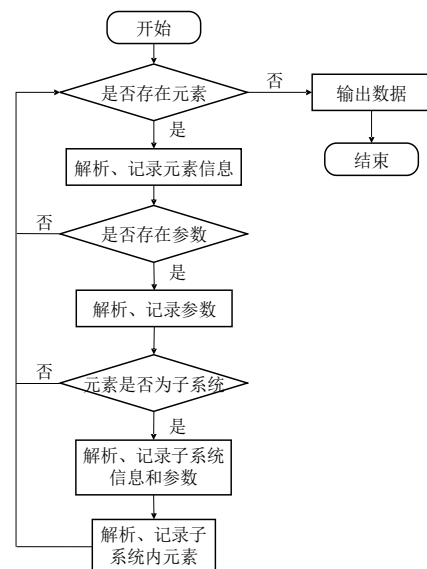 开始
是否存在元素
否
输出数据
是
结束
解析、记录元素信息
否
是否存在参数
是
解析、记录参数
否
元素是否为子系统
是
解析、记录子系统
信息和参数
解析、记录子
系统内元素